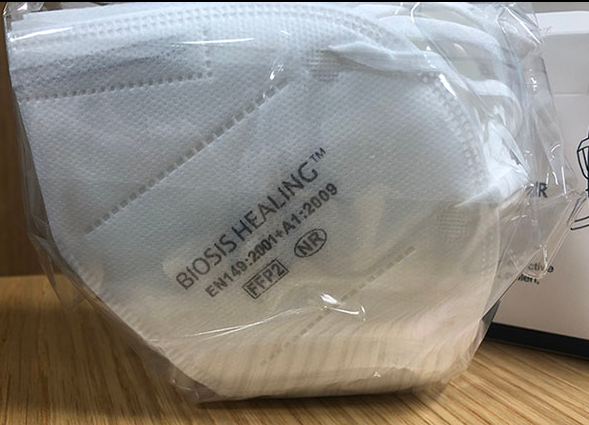 BIOSIS HEALING™
EN149:2001+A1:2009
FFP2 NR